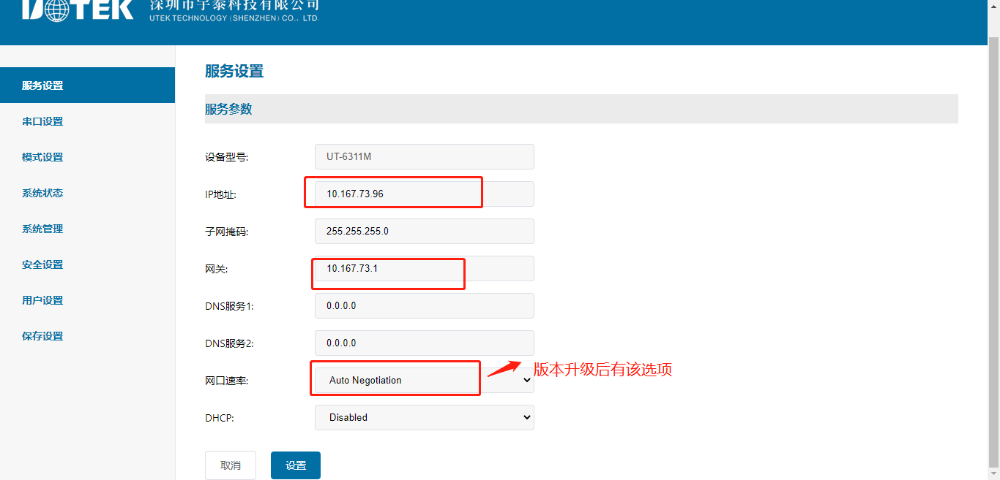 UOTEK
深圳市宇泰科技有限公司
UTEK TECHNOLOGY (SHENZHEN) CO., LTD.
服务设置
串口设置
模式设置
系统状态
系统管理
安全设置
用户设置
保存设置
服务设置
服务参数
设备型号: UT-6311M
IP地址: 10.167.73.96
子网掩码: 255.255.255.0
网关: 10.167.73.1
DNS服务1: 0.0.0.0
DNS服务2: 0.0.0.0
网口速率: Auto Negotiation
版本升级后有该选项
DHCP: Disabled
取消 设置